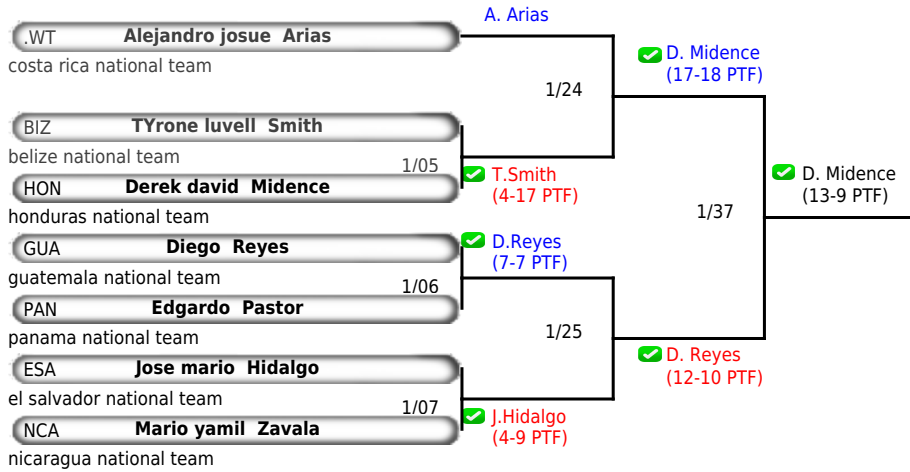 A. Arias
.WT Alejandro josue Arias
costa rica national team
D. Midence
(17-18 PTF)
1/24
BIZ TYrone luvell Smith
belize national team
1/05
T.Smith
(4-17 PTF)
HON Derek david Midence
honduras national team
D. Midence
(13-9 PTF)
1/37
GUA Diego Reyes
guatemala national team
D.Reyes
(7-7 PTF)
1/06
PAN Edgardo Pastor
panama national team
1/25
D. Reyes
(12-10 PTF)
ESA Jose mario Hidalgo
el salvador national team
1/07
J.Hidalgo
(4-9 PTF)
NCA Mario yamil Zavala
nicaragua national team